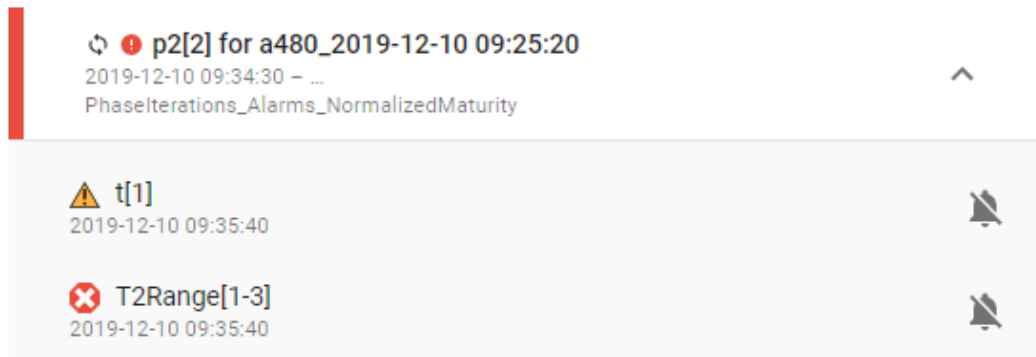 p2[2] for a480_2019-12-10 09:25:20
2019-12-10 09:34:30 – ...
PhaseIterations_Alarms_NormalizedMaturity
t[1]
2019-12-10 09:35:40
T2Range[1-3]
2019-12-10 09:35:40